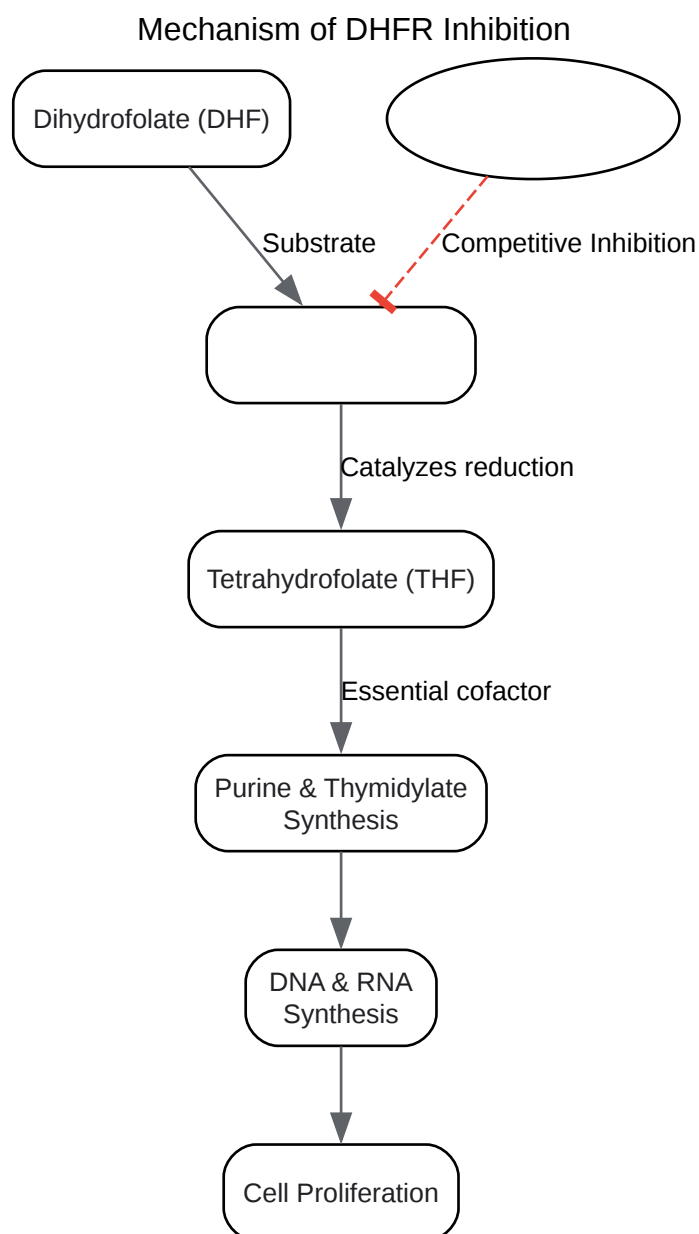 Mechanism of DHFR Inhibition
Dihydrofolate (DHF)
Substrate
Competitive Inhibition
Catalyzes reduction
Tetrahydrofolate (THF)
Essential cofactor
Purine & Thymidylate
Synthesis
DNA & RNA
Synthesis
Cell Proliferation